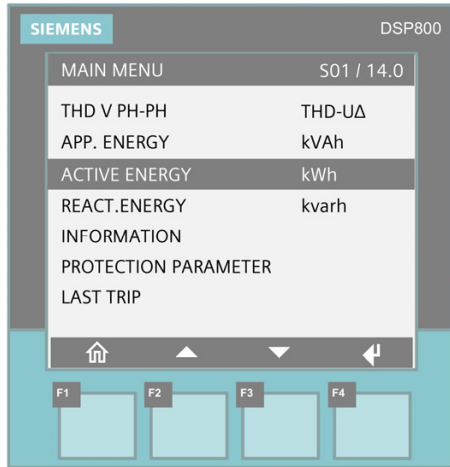 SIEMENS DSP800
MAIN MENU S01 / 14.0
THD V PH-PH THD-UΔ
APP. ENERGY kVAh
ACTIVE ENERGY kWh
REACT.ENERGY kvarh
INFORMATION
PROTECTION PARAMETER
LAST TRIP
F1 F2 F3 F4